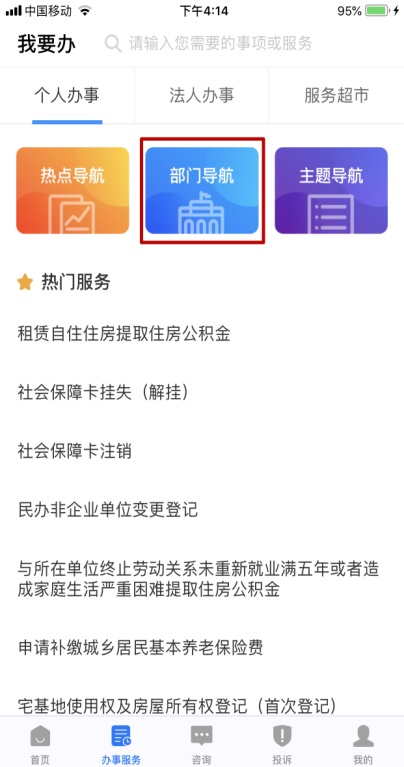 中国移动
下午4:14
95%
我要办
请输入您需要的事项或服务
个人办事
法人办事
服务超市
热点导航
部门导航
主题导航
热门服务
租赁自住住房提取住房公积金
社会保障卡挂失（解挂）
社会保障卡注销
民办非企业单位变更登记
与所在单位终止劳动关系未重新就业满五年或者造
成家庭生活严重困难提取住房公积金
申请补缴城乡居民基本养老保险费
宅基地使用权及房屋所有权登记（首次登记）
首页
办事服务
咨询
投诉
我的